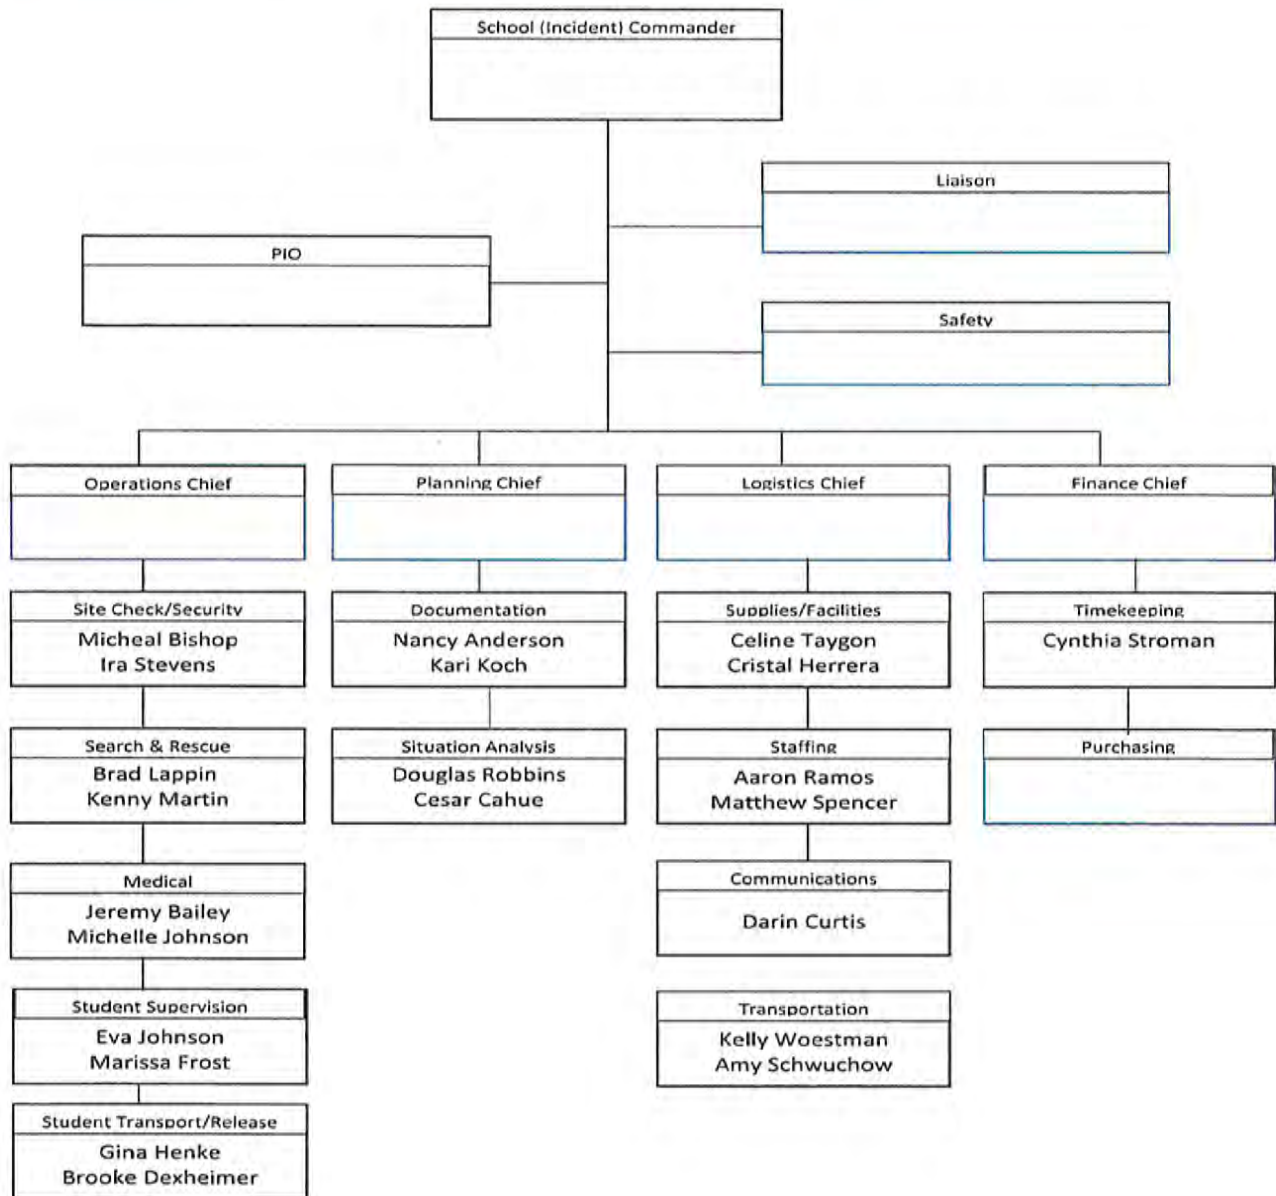 School (Incident) Commander
Liaison
PIO
Safety
Operations Chief
Planning Chief
Logistics Chief
Finance Chief
Site Check/Security
Micheal Bishop
Ira Stevens
Documentation
Nancy Anderson
Kari Koch
Supplies/Facilities
Celine Taygon
Cristal Herrera
Timekeeping
Cynthia Stroman
Search & Rescue
Brad Lappin
Kenny Martin
Situation Analysis
Douglas Robbins
Cesar Cahue
Staffing
Aaron Ramos
Matthew Spencer
Purchasing
Medical
Jeremy Bailey
Michelle Johnson
Communications
Darin Curtis
Student Supervision
Eva Johnson
Marissa Frost
Transportation
Kelly Woestman
Amy Schwuchow
Student Transport/Release
Gina Henke
Brooke Dexheimer